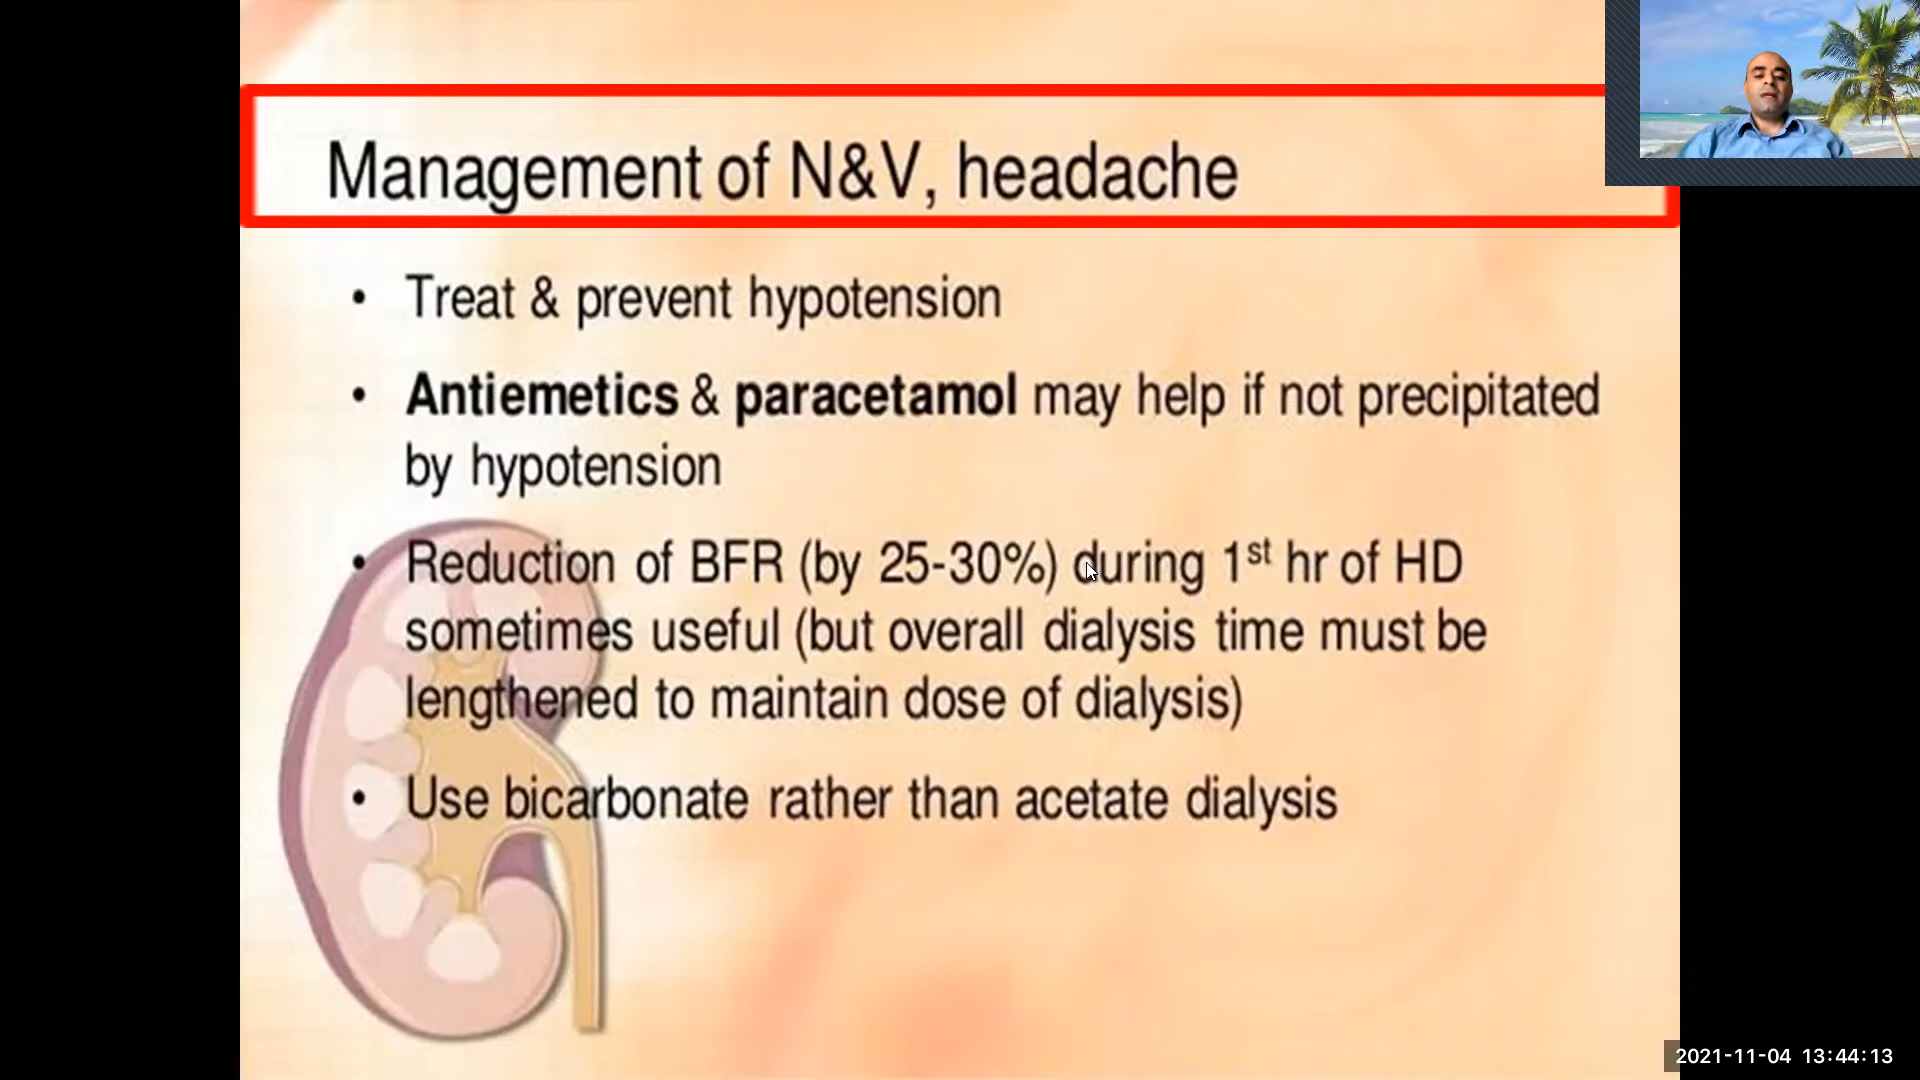 Management of N&V, headache
• Treat & prevent hypotension
• Antiemetics & paracetamol may help if not precipitated
by hypotension
• Reduction of BFR (by 25-30%) during 1st hr of HD
sometimes useful (but overall dialysis time must be
lengthened to maintain dose of dialysis)
• Use bicarbonate rather than acetate dialysis
2021-11-04 13:44:13